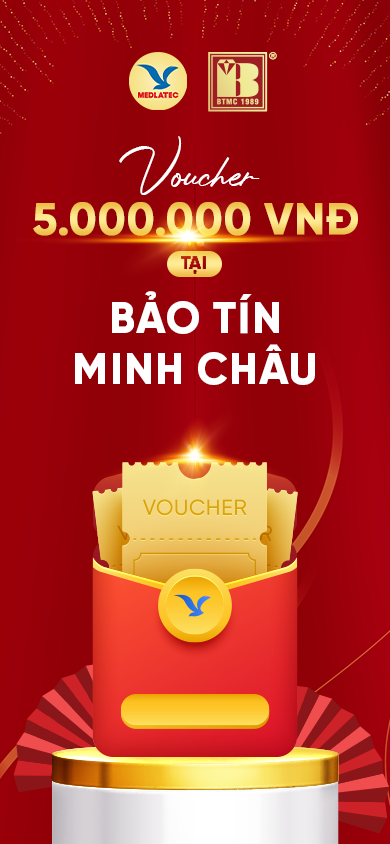 MEDLATEC
B®
BTMC 1989
Voucher
5.000.000 VNĐ
TẠI
BẢO TÍN
MINH CHÂU
VOUCHER